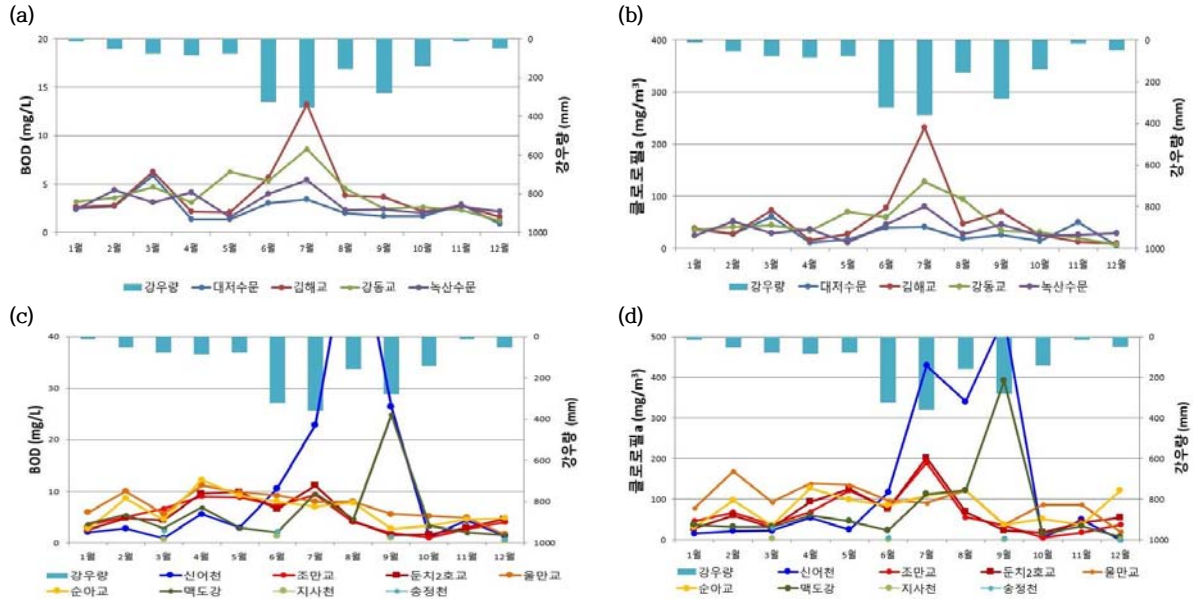 (a)
20
15
10
5
0
BOD (mg/L)
0
200
400
600
800
1000
강우량 (mm)
1월 2월 3월 4월 5월 6월 7월 8월 9월 10월 11월 12월
강우량 대저수문 김해교 강동교 녹산수문
(b)
400
300
200
100
0
클로로필a (mg/m³)
0
200
400
600
800
1000
강우량 (mm)
1월 2월 3월 4월 5월 6월 7월 8월 9월 10월 11월 12월
강우량 대저수문 김해교 강동교 녹산수문
(c)
40
30
20
10
0
BOD (mg/L)
0
200
400
600
800
1000
강우량 (mm)
1월 2월 3월 4월 5월 6월 7월 8월 9월 10월 11월 12월
강우량 신어천 조만교 둔치2호교 울만교
순아교 맥도강 지사천 송정천
(d)
500
400
300
200
100
0
클로로필a (mg/m³)
0
200
400
600
800
1000
강우량 (mm)
1월 2월 3월 4월 5월 6월 7월 8월 9월 10월 11월 12월
강우량 신어천 조만교 둔치2호교 울만교
순아교 맥도강 지사천 송정천